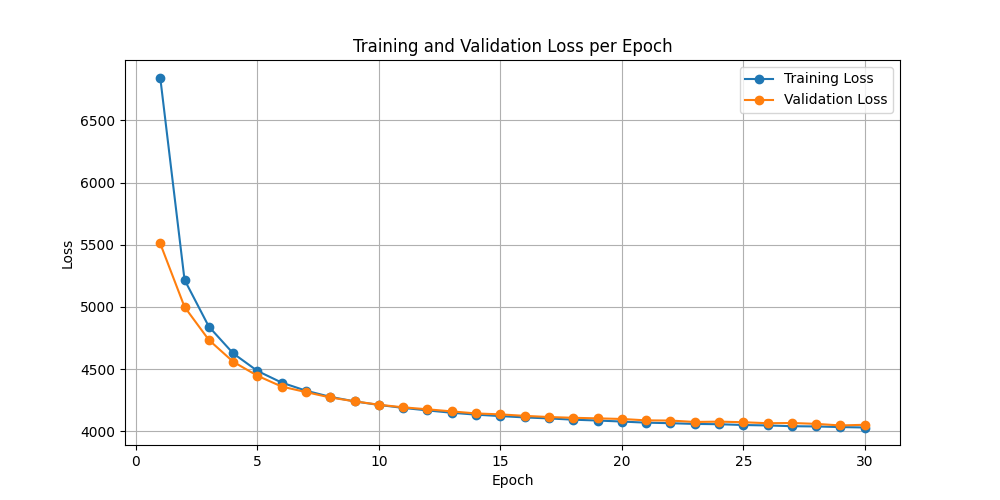 Training and Validation Loss per Epoch
Training Loss
Validation Loss
6500
6000
5500
5000
4500
4000
Loss
0 5 10 15 20 25 30
Epoch